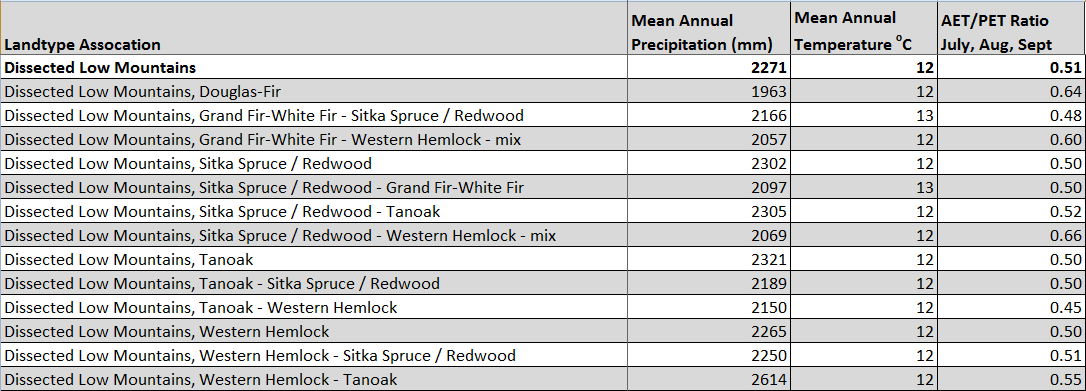 Landtype Assocation Mean Annual Precipitation (mm) Mean Annual Temperature °C AET/PET Ratio July, Aug, Sept
Dissected Low Mountains 2271 12 0.51
Dissected Low Mountains, Douglas-Fir 1963 12 0.64
Dissected Low Mountains, Grand Fir-White Fir - Sitka Spruce / Redwood 2166 13 0.48
Dissected Low Mountains, Grand Fir-White Fir - Western Hemlock - mix 2057 12 0.60
Dissected Low Mountains, Sitka Spruce / Redwood 2302 12 0.50
Dissected Low Mountains, Sitka Spruce / Redwood - Grand Fir-White Fir 2097 13 0.50
Dissected Low Mountains, Sitka Spruce / Redwood - Tanoak 2305 12 0.52
Dissected Low Mountains, Sitka Spruce / Redwood - Western Hemlock - mix 2069 12 0.66
Dissected Low Mountains, Tanoak 2321 12 0.50
Dissected Low Mountains, Tanoak - Sitka Spruce / Redwood 2189 12 0.50
Dissected Low Mountains, Tanoak - Western Hemlock 2150 12 0.45
Dissected Low Mountains, Western Hemlock 2265 12 0.50
Dissected Low Mountains, Western Hemlock - Sitka Spruce / Redwood 2250 12 0.51
Dissected Low Mountains, Western Hemlock - Tanoak 2614 12 0.55